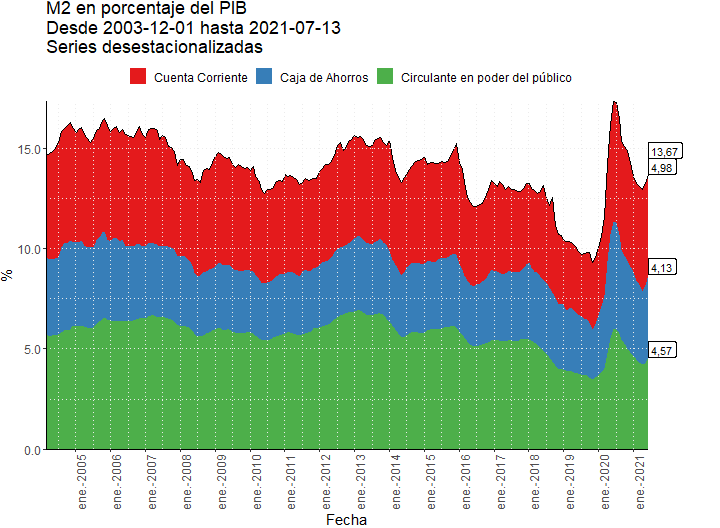 M2 en porcentaje del PIB
Desde 2003-12-01 hasta 2021-07-13
Series desestacionalizadas
Cuenta Corriente Caja de Ahorros Circulante en poder del público
15.0
10.0
5.0
0.0
%
13,67
4,98
4,13
4,57
ene.-2005
ene.-2006
ene.-2007
ene.-2008
ene.-2009
ene.-2010
ene.-2011
ene.-2012
ene.-2013
ene.-2014
ene.-2015
ene.-2016
ene.-2017
ene.-2018
ene.-2019
ene.-2020
ene.-2021
Fecha